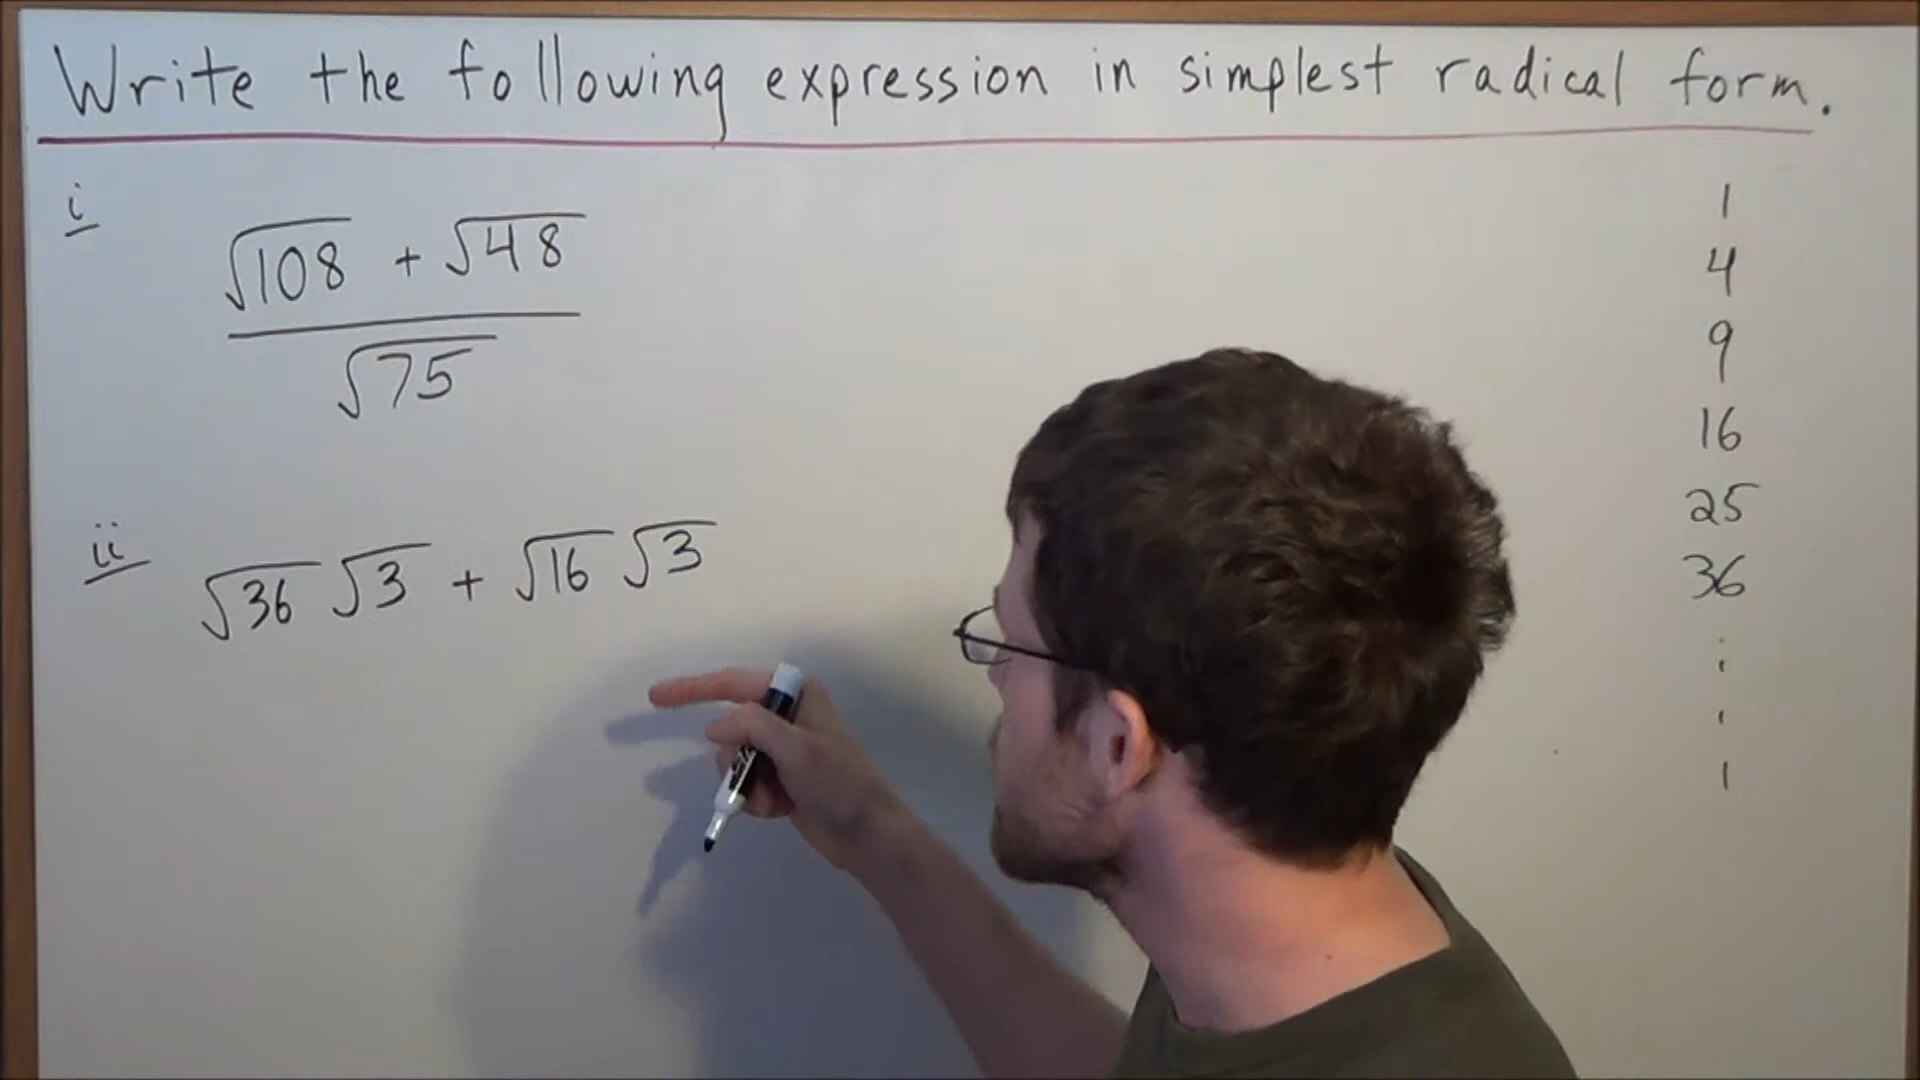 Write the following expression in simplest radical form.
i
√108 + √48
√75
ii
√36 √3 + √16 √3
1
4
9
16
25
36